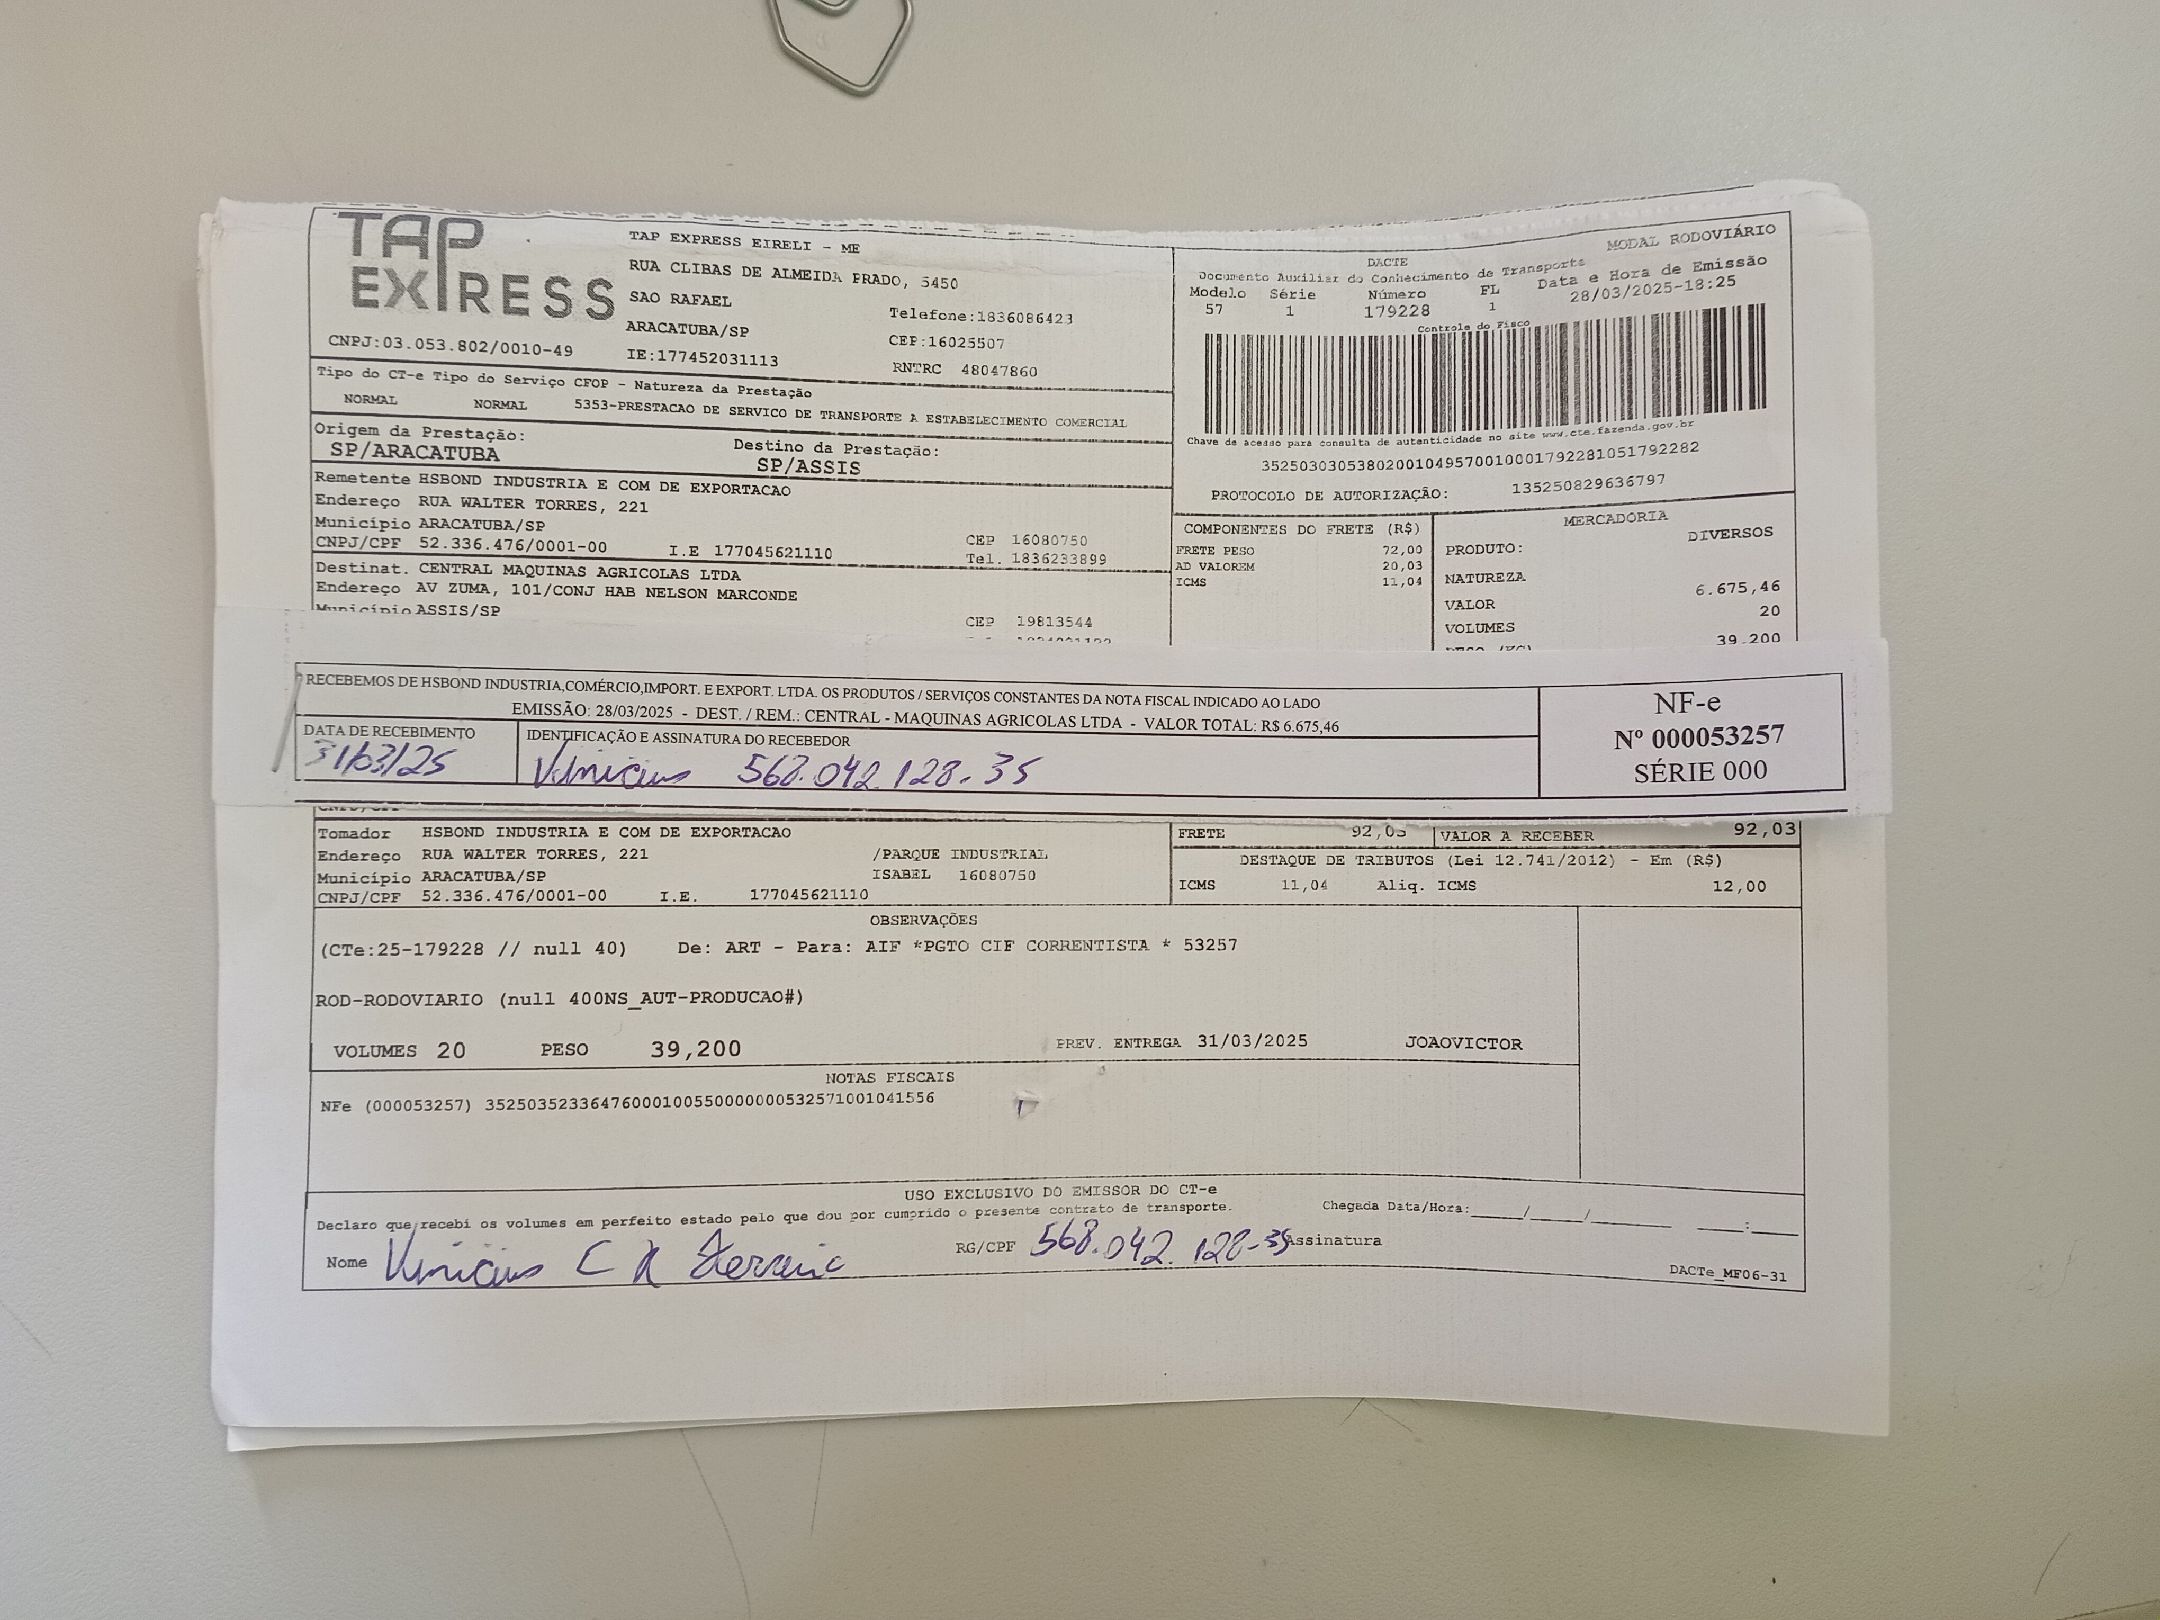 TAP EXPRESS
TAP EXPRESS EIRELI - ME
RUA CLIBAS DE ALMEIDA PRADO, 5450
SAO RAFAEL
Telefone:1836086423
ARACATUBA/SP
CEP:16025507
CNPJ:03.053.802/0010-49
IE:177452031113
RNTRC 48047860
MODAL RODOVIÁRIO
DACTE
Documento Auxiliar do Conhecimento de Transporte
Modelo Série Número FL Data e Hora de Emissão
57 1 179228 1 28/03/2025-18:25
Controle do Fisco
Chave de acesso para consulta de autenticidade no site www.cte.fazenda.gov.br
35250303053802001049570010001792281051792282
PROTOCOLO DE AUTORIZAÇÃO: 135250829636797
Tipo do CT-e Tipo do Serviço CFOP - Natureza da Prestação
NORMAL NORMAL 5353-PRESTACAO DE SERVICO DE TRANSPORTE A ESTABELECIMENTO COMERCIAL
Origem da Prestação: Destino da Prestação:
SP/ARACATUBA SP/ASSIS
Remetente HSBOND INDUSTRIA E COM DE EXPORTACAO
Endereço RUA WALTER TORRES, 221
Município ARACATUBA/SP CEP 16080750
CNPJ/CPF 52.336.476/0001-00 I.E 177045621110 Tel. 1836233899
Destinat. CENTRAL MAQUINAS AGRICOLAS LTDA
Endereço AV ZUMA, 101/CONJ HAB NELSON MARCONDE
Município ASSIS/SP CEP 19813544
COMPONENTES DO FRETE (R$)
FRETE PESO 72,00
AD VALOREM 20,03
ICMS 11,04
MERCADORIA
PRODUTO: DIVERSOS
NATUREZA
VALOR 6.675,46
VOLUMES 20
39,200
RECEBEMOS DE HSBOND INDUSTRIA,COMÉRCIO,IMPORT. E EXPORT. LTDA. OS PRODUTOS / SERVIÇOS CONSTANTES DA NOTA FISCAL INDICADO AO LADO
EMISSÃO: 28/03/2025 - DEST. / REM.: CENTRAL - MAQUINAS AGRICOLAS LTDA - VALOR TOTAL: R$ 6.675,46
DATA DE RECEBIMENTO IDENTIFICAÇÃO E ASSINATURA DO RECEBEDOR
31/03/25 Vinicius 568.042.128-35
NF-e
Nº 000053257
SÉRIE 000
Tomador HSBOND INDUSTRIA E COM DE EXPORTACAO
Endereço RUA WALTER TORRES, 221 /PARQUE INDUSTRIAL
Município ARACATUBA/SP ISABEL 16080750
CNPJ/CPF 52.336.476/0001-00 I.E. 177045621110
FRETE 92,03 VALOR A RECEBER 92,03
DESTAQUE DE TRIBUTOS (Lei 12.741/2012) - Em (R$)
ICMS 11,04 Aliq. ICMS 12,00
OBSERVAÇÕES
(CTe:25-179228 // null 40) De: ART - Para: AIF *PGTO CIF CORRENTISTA * 53257
ROD-RODOVIARIO (null 400NS_AUT-PRODUCAO#)
VOLUMES 20 PESO 39,200 PREV. ENTREGA 31/03/2025 JOAOVICTOR
NOTAS FISCAIS
NFe (000053257) 35250352336476000100550000000532571001041556
USO EXCLUSIVO DO EMISSOR DO CT-e
Declaro que recebi os volumes em perfeito estado pelo que dou por cumprido o presente contrato de transporte. Chegada Data/Hora:____/____/______ ___:___
Nome Vinicius C R Ferreira RG/CPF 568.042.128-35 Assinatura
DACTe_MF06-31